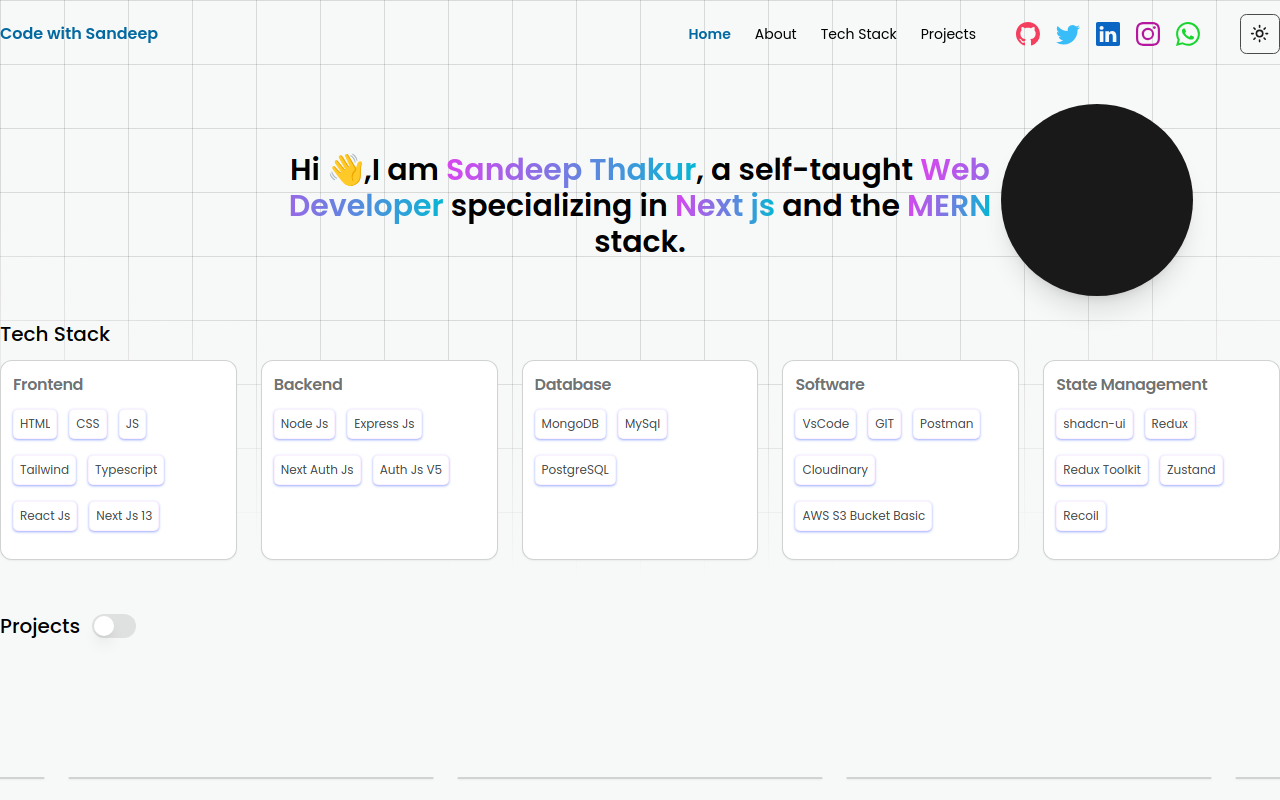 Code with Sandeep
Home About Tech Stack Projects
Hi 👋,I am Sandeep Thakur, a self-taught Web
Developer specializing in Next js and the MERN
stack.
Tech Stack
Frontend
HTML CSS JS
Tailwind Typescript
React Js Next Js 13
Backend
Node Js Express Js
Next Auth Js Auth Js V5
Database
MongoDB MySql
PostgreSQL
Software
VsCode GIT Postman
Cloudinary
AWS S3 Bucket Basic
State Management
shadcn-ui Redux
Redux Toolkit Zustand
Recoil
Projects